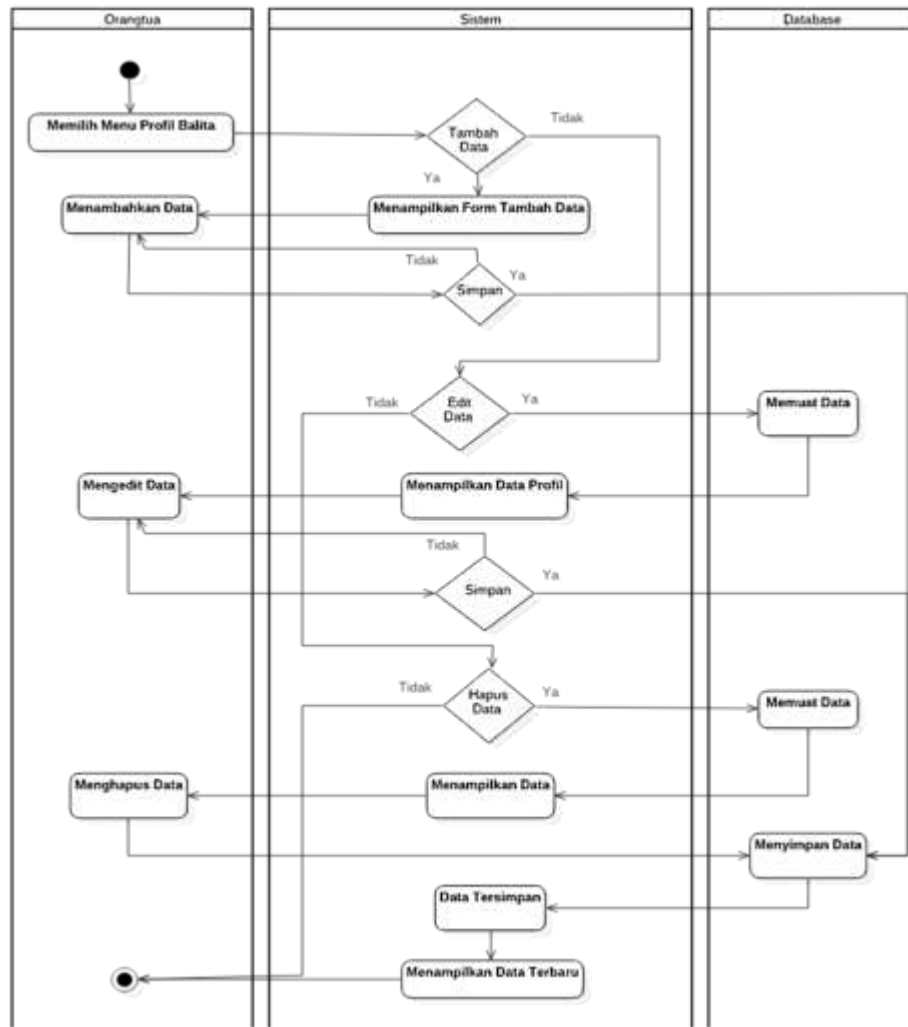 Orangtua
Sistem
Database
Memilih Menu Profil Balita
Tambah
Data
Tidak
Ya
Menambahkan Data
Menampilkan Form Tambah Data
Tidak
Ya
Simpan
Tidak
Edit
Data
Ya
Memuat Data
Mengedit Data
Menampilkan Data Profil
Tidak
Simpan
Ya
Tidak
Hapus
Data
Ya
Memuat Data
Menghapus Data
Menampilkan Data
Menyimpan Data
Data Tersimpan
Menampilkan Data Terbaru